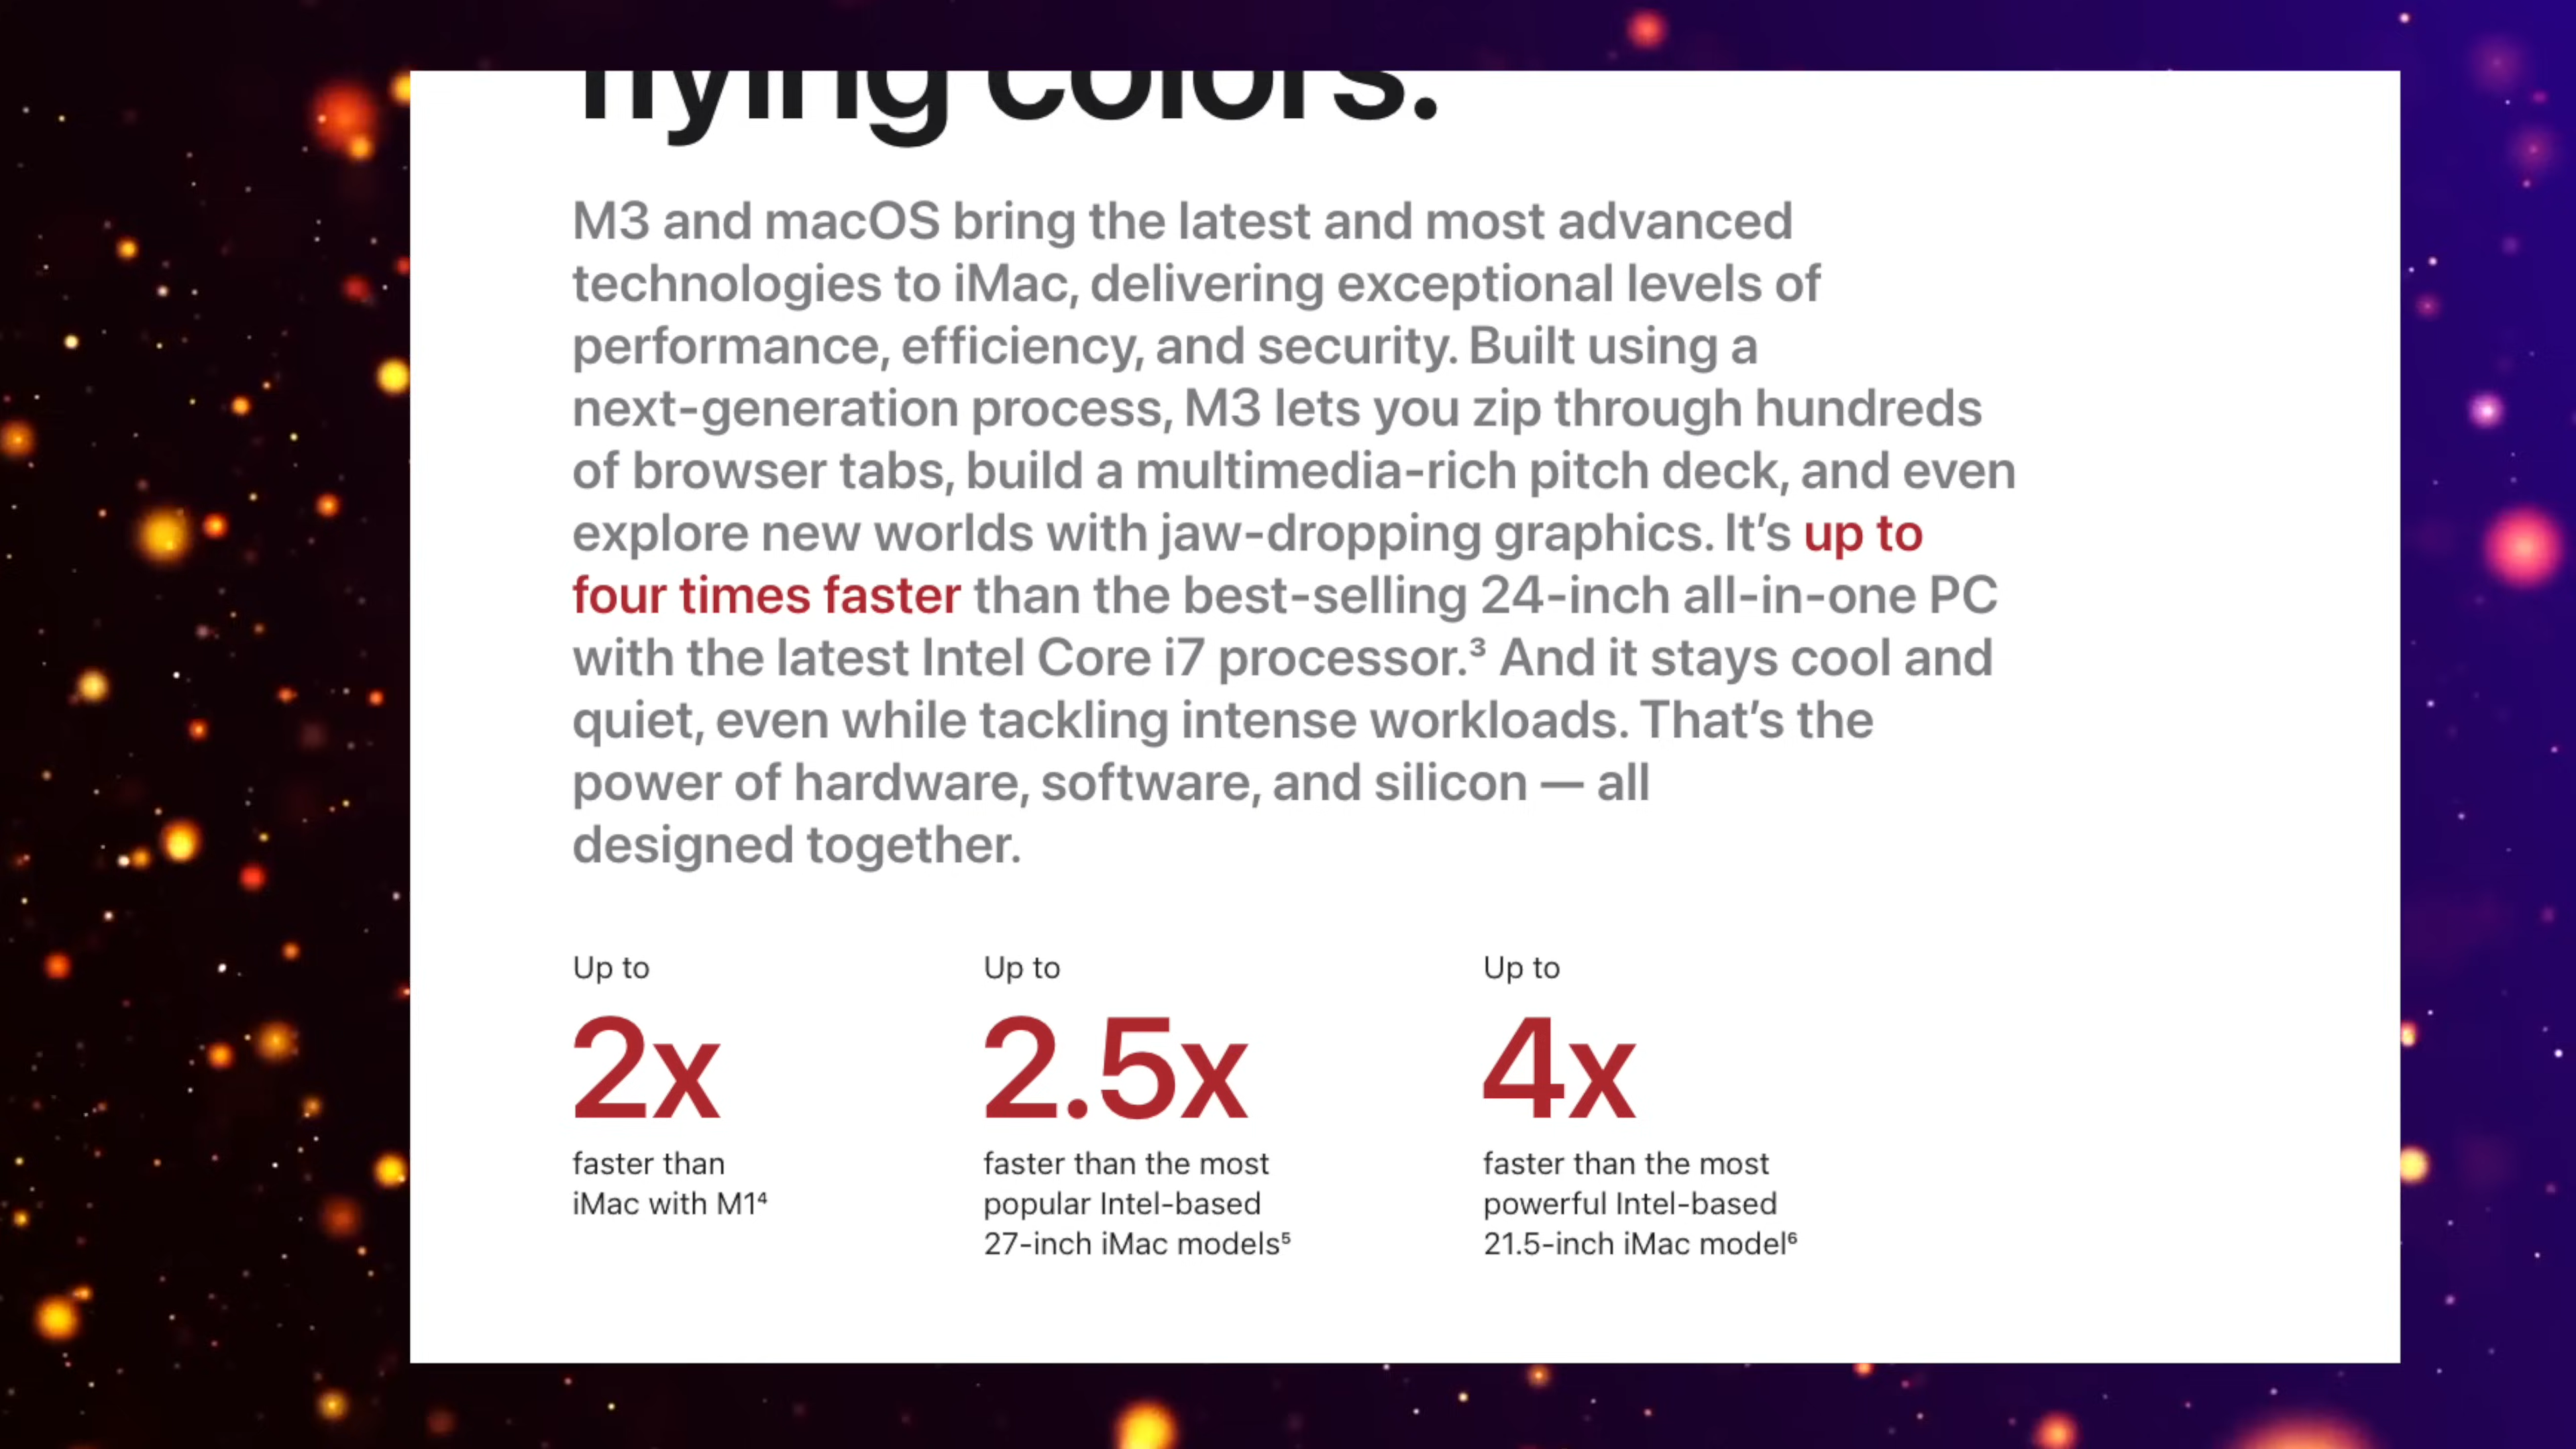 flying colors.
M3 and macOS bring the latest and most advanced
technologies to iMac, delivering exceptional levels of
performance, efficiency, and security. Built using a
next-generation process, M3 lets you zip through hundreds
of browser tabs, build a multimedia-rich pitch deck, and even
explore new worlds with jaw-dropping graphics. It’s up to
four times faster than the best-selling 24-inch all-in-one PC
with the latest Intel Core i7 processor.³ And it stays cool and
quiet, even while tackling intense workloads. That’s the
power of hardware, software, and silicon — all
designed together.
Up to
2x
faster than
iMac with M1⁴
Up to
2.5x
faster than the most
popular Intel-based
27-inch iMac models⁵
Up to
4x
faster than the most
powerful Intel-based
21.5-inch iMac model⁶